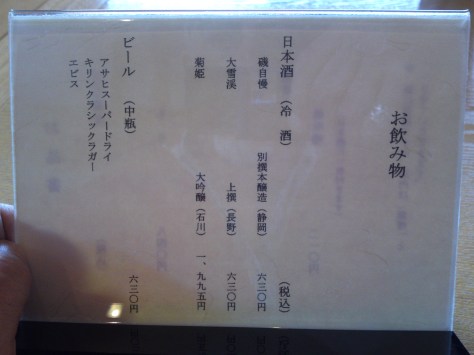 お飲み物
日本酒 (冷酒) (税込)
磯自慢 別撰本醸造(静岡) 六三〇円
大雪渓 上撰(長野) 六三〇円
菊姫 大吟醸(石川) 一、九九五円
ビール (中瓶) 六三〇円
アサヒスーパードライ
キリンクラシックラガー
エビス